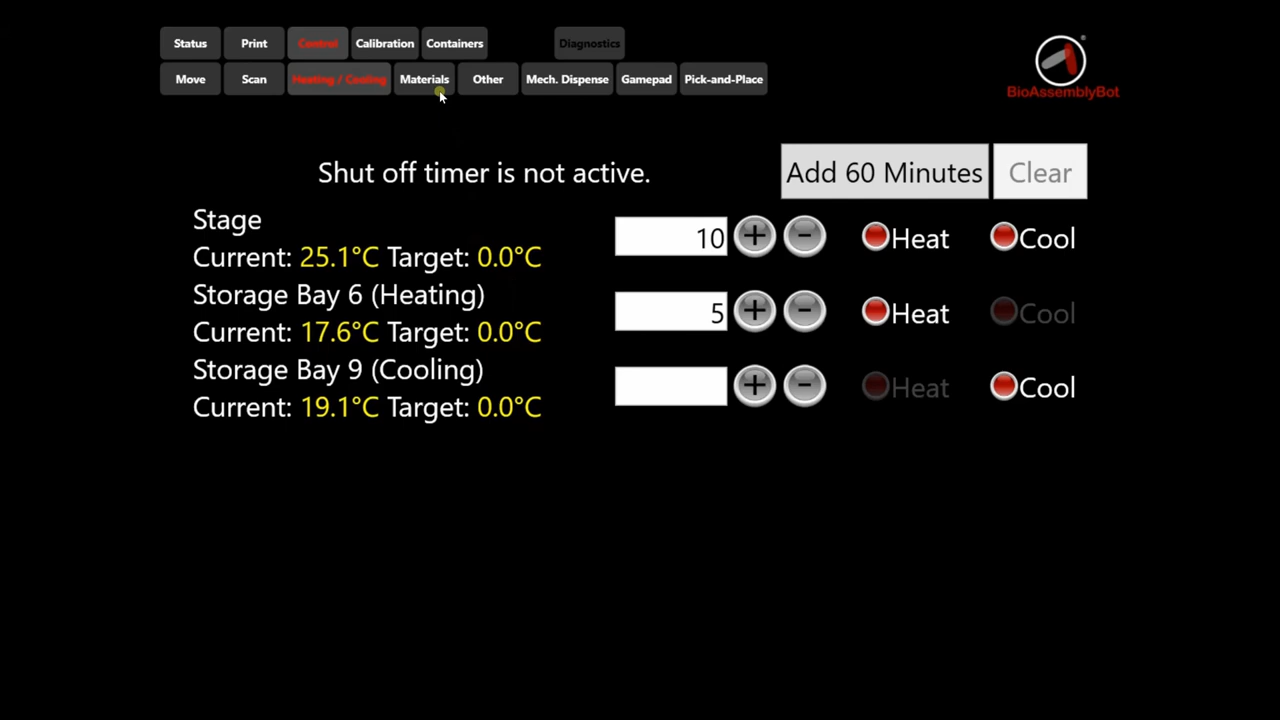 Status Print Control Calibration Containers Diagnostics
Move Scan Heating / Cooling Materials Other Mech. Dispense Gamepad Pick-and-Place
BioAssemblyBot®
Shut off timer is not active. Add 60 Minutes Clear
Stage
10 + - Heat Cool
Current: 25.1°C Target: 0.0°C
Storage Bay 6 (Heating)
5 + - Heat Cool
Current: 17.6°C Target: 0.0°C
Storage Bay 9 (Cooling)
+ - Heat Cool
Current: 19.1°C Target: 0.0°C